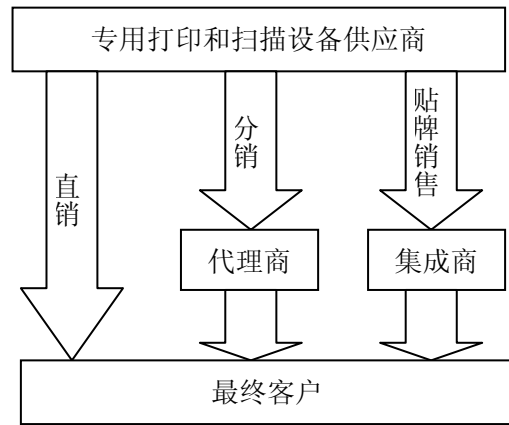 专用打印和扫描设备供应商
直销
分销
贴牌销售
代理商
集成商
最终客户